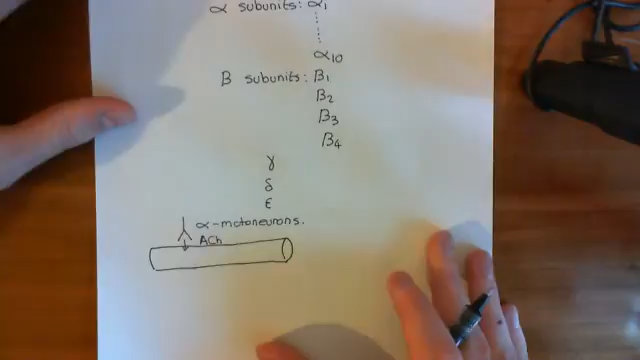 α subunits: α1
α10
β subunits: β1
β2
β3
β4
γ
δ
ε
α-motoneurons.
ACh